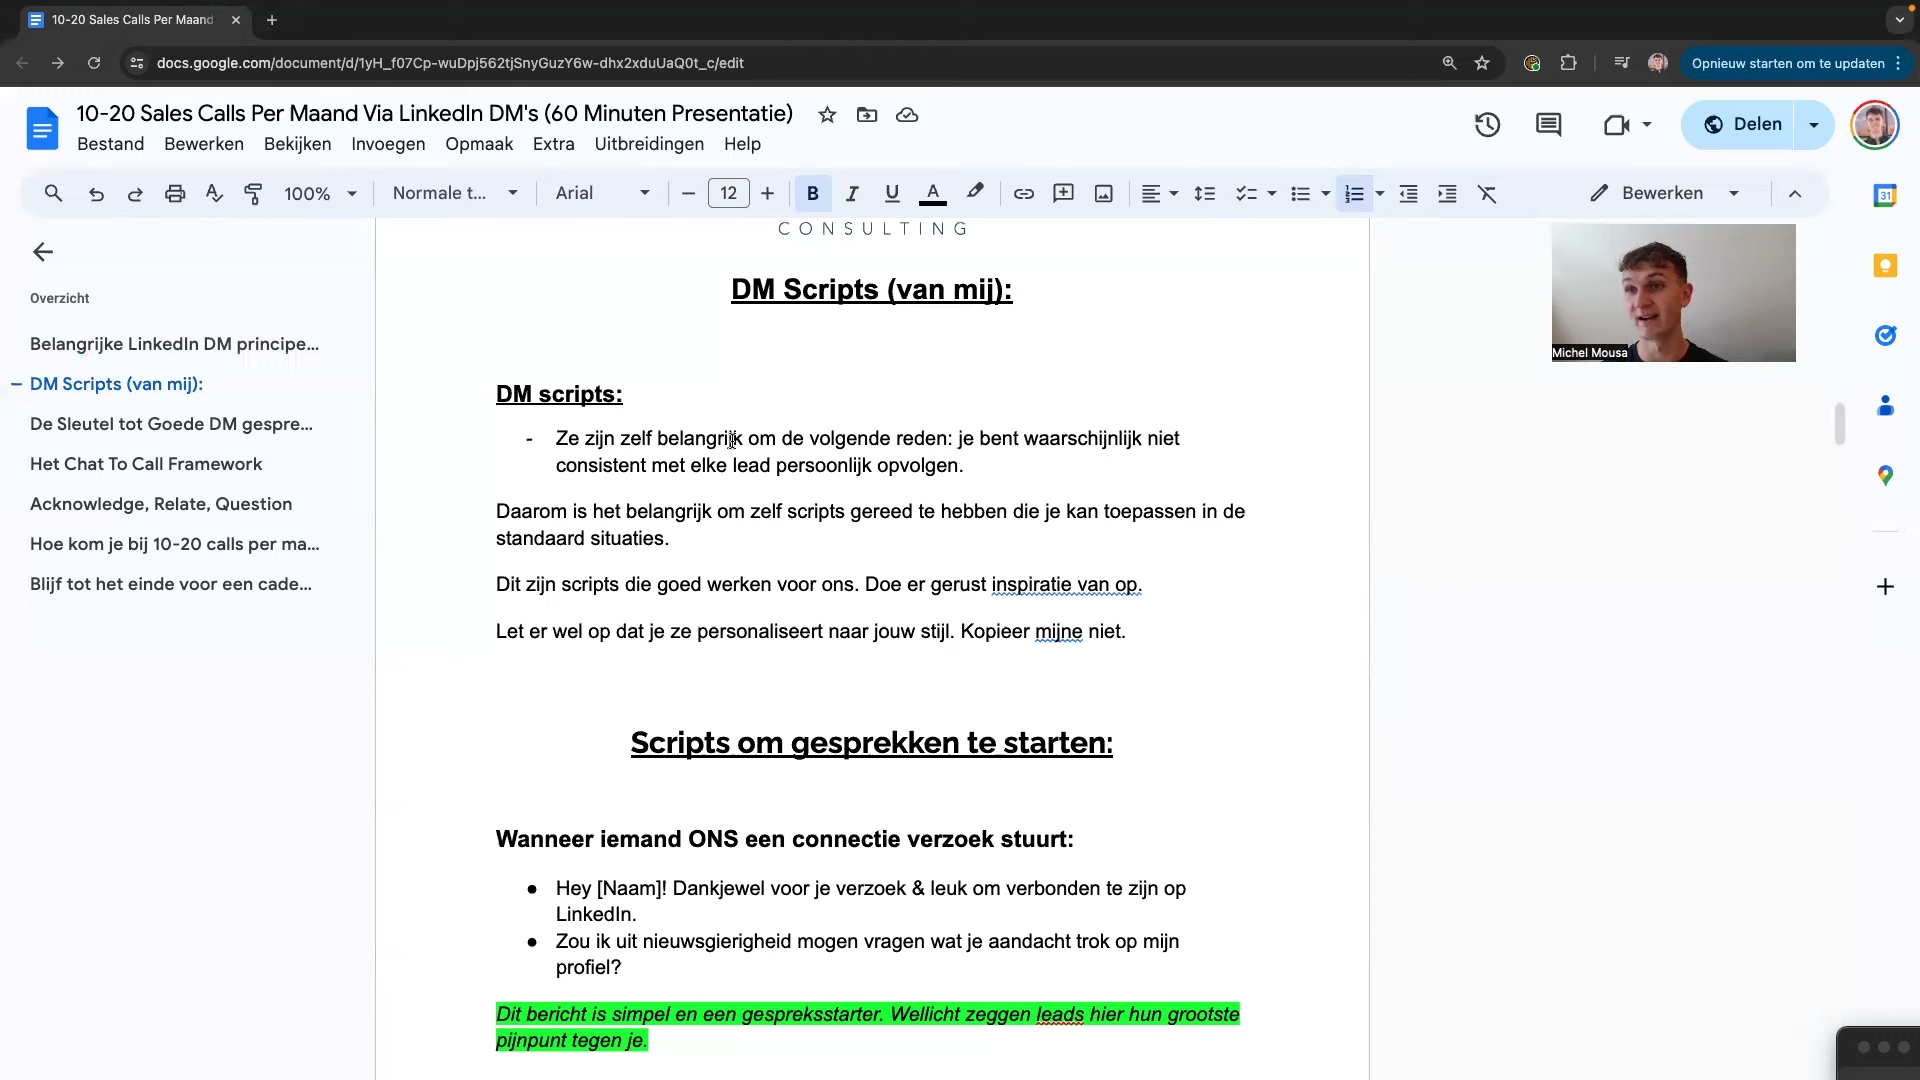 10-20 Sales Calls Per Maand
docs.google.com/document/d/1yH_f07Cp-wuDpj562tjSnyGuzY6w-dhx2xduUaQ0t_c/edit
Opnieuw starten om te updaten
10-20 Sales Calls Per Maand Via LinkedIn DM's (60 Minuten Presentatie)
Bestand Bewerken Bekijken Invoegen Opmaak Extra Uitbreidingen Help
Delen
100% Normale t... Arial 12 B I U A Bewerken
31
Overzicht
Belangrijke LinkedIn DM principe...
DM Scripts (van mij):
De Sleutel tot Goede DM gespre...
Het Chat To Call Framework
Acknowledge, Relate, Question
Hoe kom je bij 10-20 calls per ma...
Blijf tot het einde voor een cade...
CONSULTING
DM Scripts (van mij):
DM scripts:
- Ze zijn zelf belangrijk om de volgende reden: je bent waarschijnlijk niet
consistent met elke lead persoonlijk opvolgen.
Daarom is het belangrijk om zelf scripts gereed te hebben die je kan toepassen in de
standaard situaties.
Dit zijn scripts die goed werken voor ons. Doe er gerust inspiratie van op.
Let er wel op dat je ze personaliseert naar jouw stijl. Kopieer mijne niet.
Scripts om gesprekken te starten:
Wanneer iemand ONS een connectie verzoek stuurt:
● Hey [Naam]! Dankjewel voor je verzoek & leuk om verbonden te zijn op
LinkedIn.
● Zou ik uit nieuwsgierigheid mogen vragen wat je aandacht trok op mijn
profiel?
Dit bericht is simpel en een gespreksstarter. Wellicht zeggen leads hier hun grootste
pijnpunt tegen je.
Michel Mousa